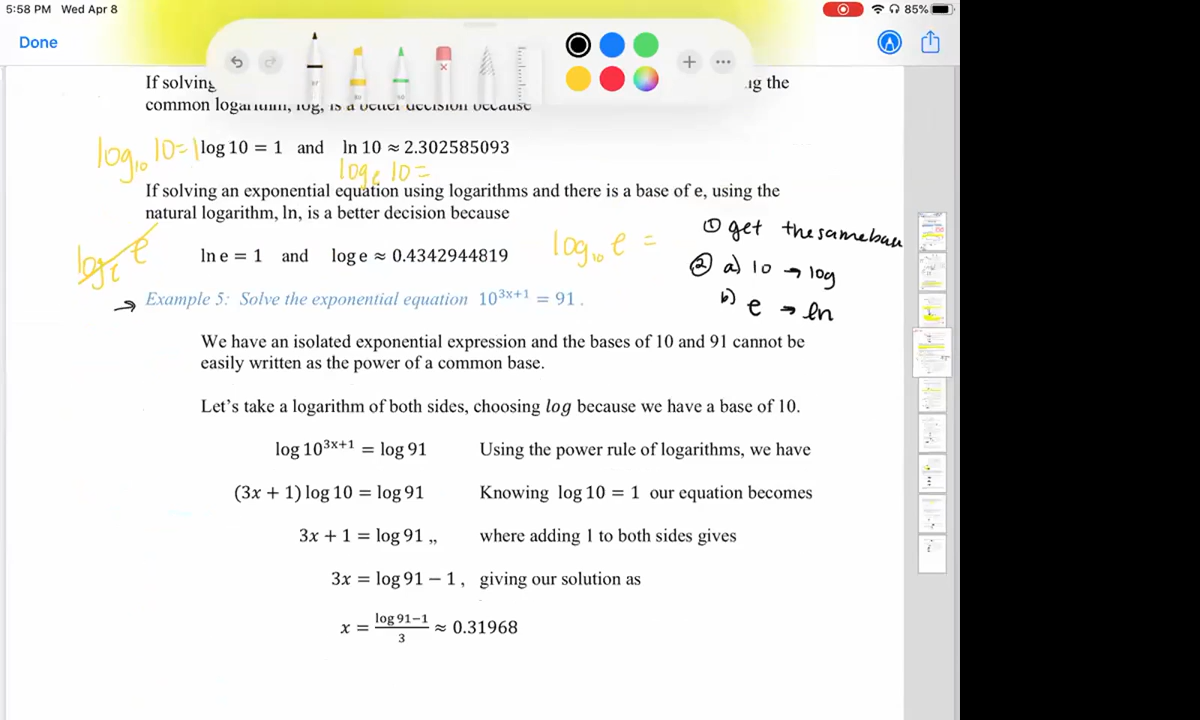 5:58 PM Wed Apr 8
85%
Done
If solving
ig the
common logarithm, log, is a better decision because
log₁₀ 10 = 1
log 10 = 1 and ln 10 ≈ 2.302585093
logₑ 10 =
If solving an exponential equation using logarithms and there is a base of e, using the
natural logarithm, ln, is a better decision because
① get the same base
logₑ e
ln e = 1 and log e ≈ 0.4342944819
log₁₀ e =
② a) 10 → log
b) e → ln
→ Example 5: Solve the exponential equation 10³ˣ⁺¹ = 91 .
We have an isolated exponential expression and the bases of 10 and 91 cannot be
easily written as the power of a common base.
Let's take a logarithm of both sides, choosing log because we have a base of 10.
log 10³ˣ⁺¹ = log 91 Using the power rule of logarithms, we have
(3x + 1) log 10 = log 91 Knowing log 10 = 1 our equation becomes
3x + 1 = log 91 ,, where adding 1 to both sides gives
3x = log 91 − 1 , giving our solution as
x = (log 91−1)/3 ≈ 0.31968